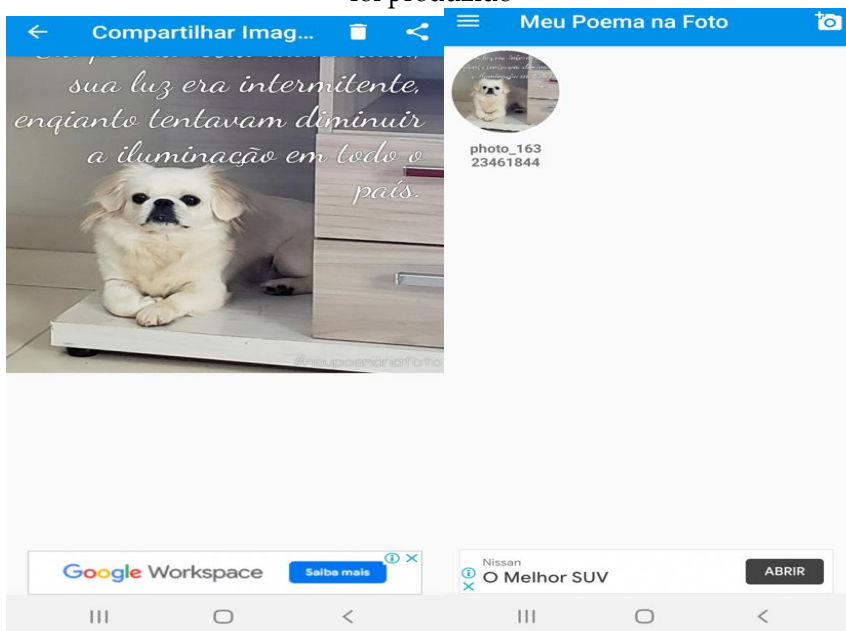 foi produzido
Compartilhar Imag...
sua luz era intermitente,
enqianto tentavam diminuir
a iluminação em todo o
país.
#meupoemanafoto
Google Workspace
Saiba mais
Meu Poema na Foto
photo_163
23461844
Nissan
O Melhor SUV
ABRIR